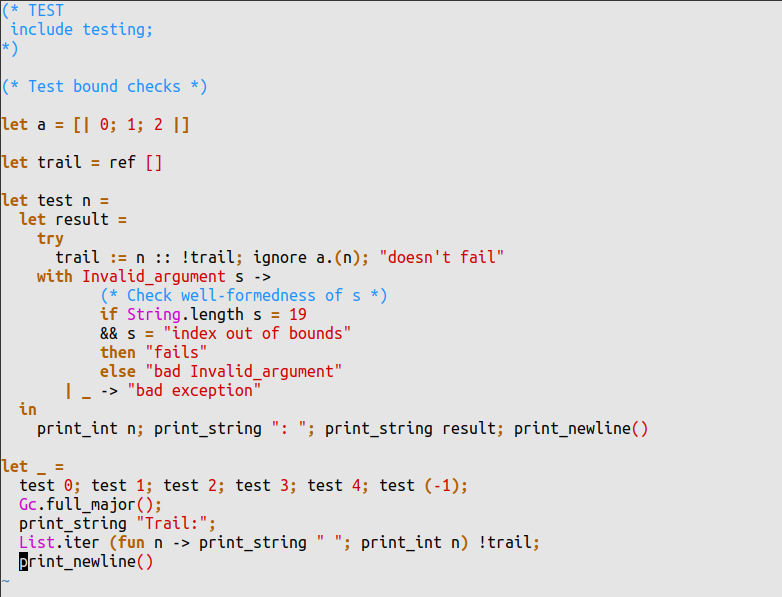 (* TEST
 include testing;
*)

(* Test bound checks *)

let a = [| 0; 1; 2 |]

let trail = ref []

let test n =
  let result =
    try
      trail := n :: !trail; ignore a.(n); "doesn't fail"
    with Invalid_argument s ->
           (* Check well-formedness of s *)
           if String.length s = 19
           && s = "index out of bounds"
           then "fails"
           else "bad Invalid_argument"
       | _ -> "bad exception"
  in
    print_int n; print_string ": "; print_string result; print_newline()

let _ =
  test 0; test 1; test 2; test 3; test 4; test (-1);
  Gc.full_major();
  print_string "Trail:";
  List.iter (fun n -> print_string " "; print_int n) !trail;
  print_newline()
~